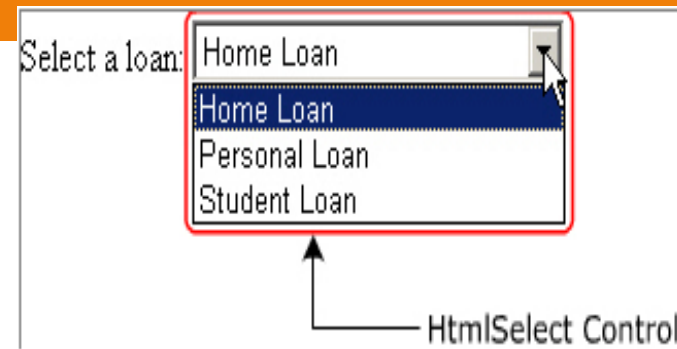 Select a loan: Home Loan
Home Loan
Personal Loan
Student Loan
HtmlSelect Control